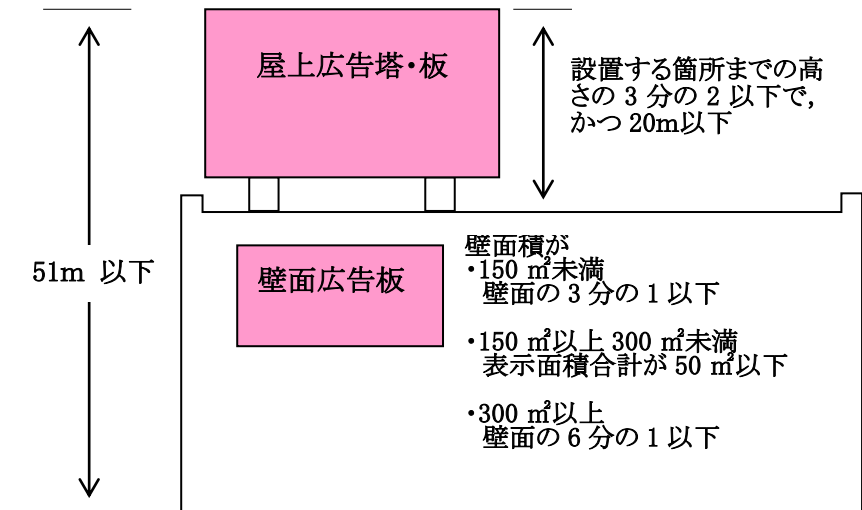 屋上広告塔・板
設置する箇所までの高
さの 3 分の 2 以下で,
かつ 20m以下
51m 以下
壁面広告板
壁面積が
・150 ㎡未満
壁面の 3 分の 1 以下
・150 ㎡以上 300 ㎡未満
表示面積合計が 50 ㎡以下
・300 ㎡以上
壁面の 6 分の 1 以下